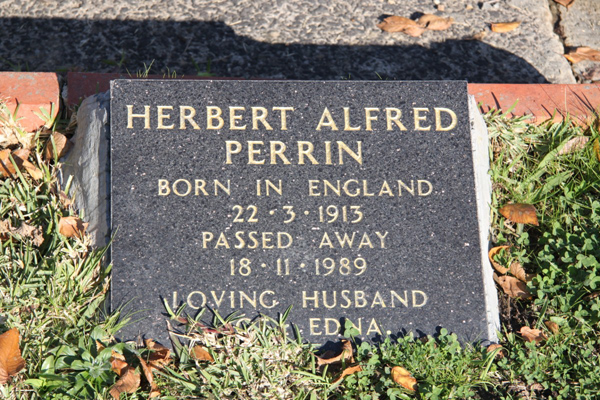 HERBERT ALFRED
PERRIN
BORN IN ENGLAND
22·3·1913
PASSED AWAY
18·11·1989
LOVING HUSBAND
EDNA.